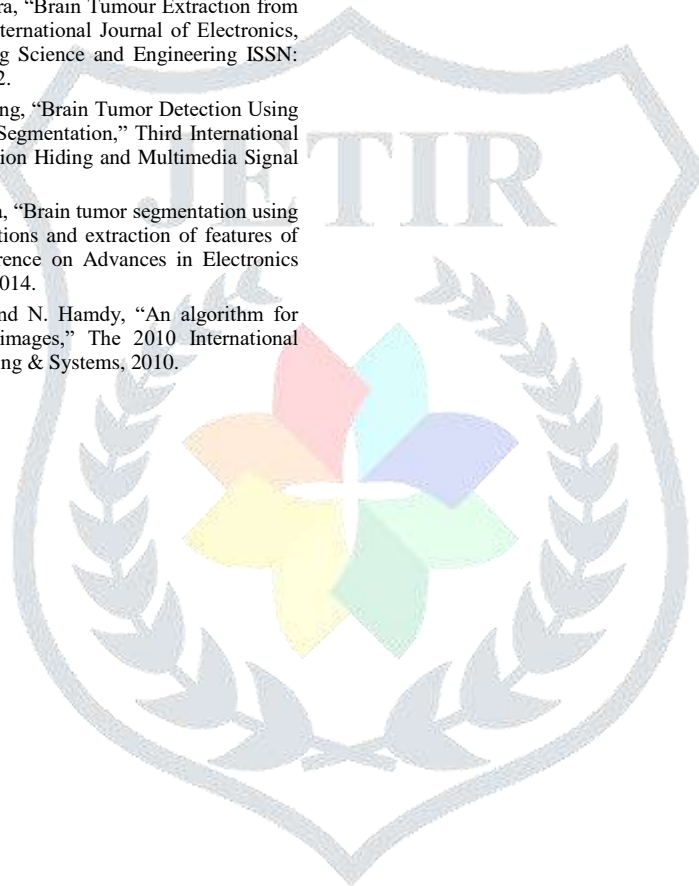 ra, “Brain Tumour Extraction from
ternational Journal of Electronics,
g Science and Engineering ISSN:
2.
ng, “Brain Tumor Detection Using
Segmentation,” Third International
ion Hiding and Multimedia Signal
a, “Brain tumor segmentation using
tions and extraction of features of
rence on Advances in Electronics
014.
nd N. Hamdy, “An algorithm for
images,” The 2010 International
ng & Systems, 2010.
JETIR